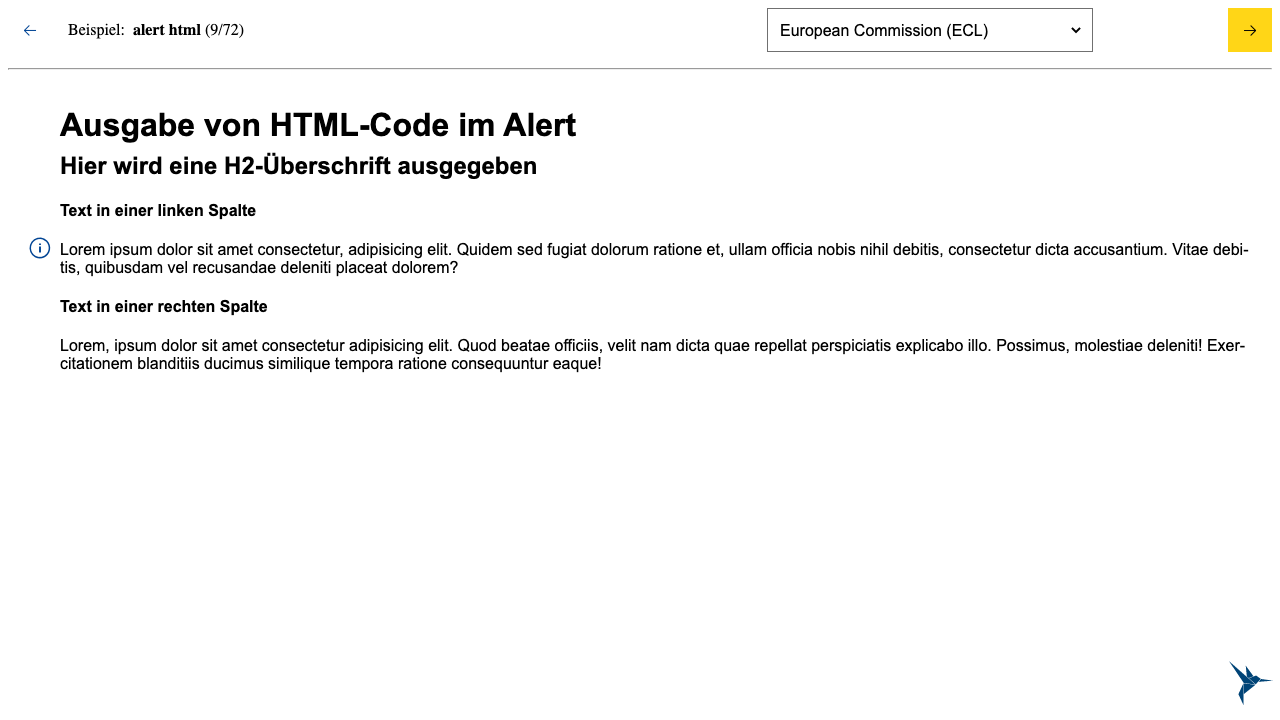 Beispiel: alert html (9/72)
European Commission (ECL)
Ausgabe von HTML-Code im Alert
Hier wird eine H2-Überschrift ausgegeben
Text in einer linken Spalte
Lorem ipsum dolor sit amet consectetur, adipisicing elit. Quidem sed fugiat dolorum ratione et, ullam officia nobis nihil debitis, consectetur dicta accusantium. Vitae debi-
tis, quibusdam vel recusandae deleniti placeat dolorem?
Text in einer rechten Spalte
Lorem, ipsum dolor sit amet consectetur adipisicing elit. Quod beatae officiis, velit nam dicta quae repellat perspiciatis explicabo illo. Possimus, molestiae deleniti! Exer-
citationem blanditiis ducimus similique tempora ratione consequuntur eaque!